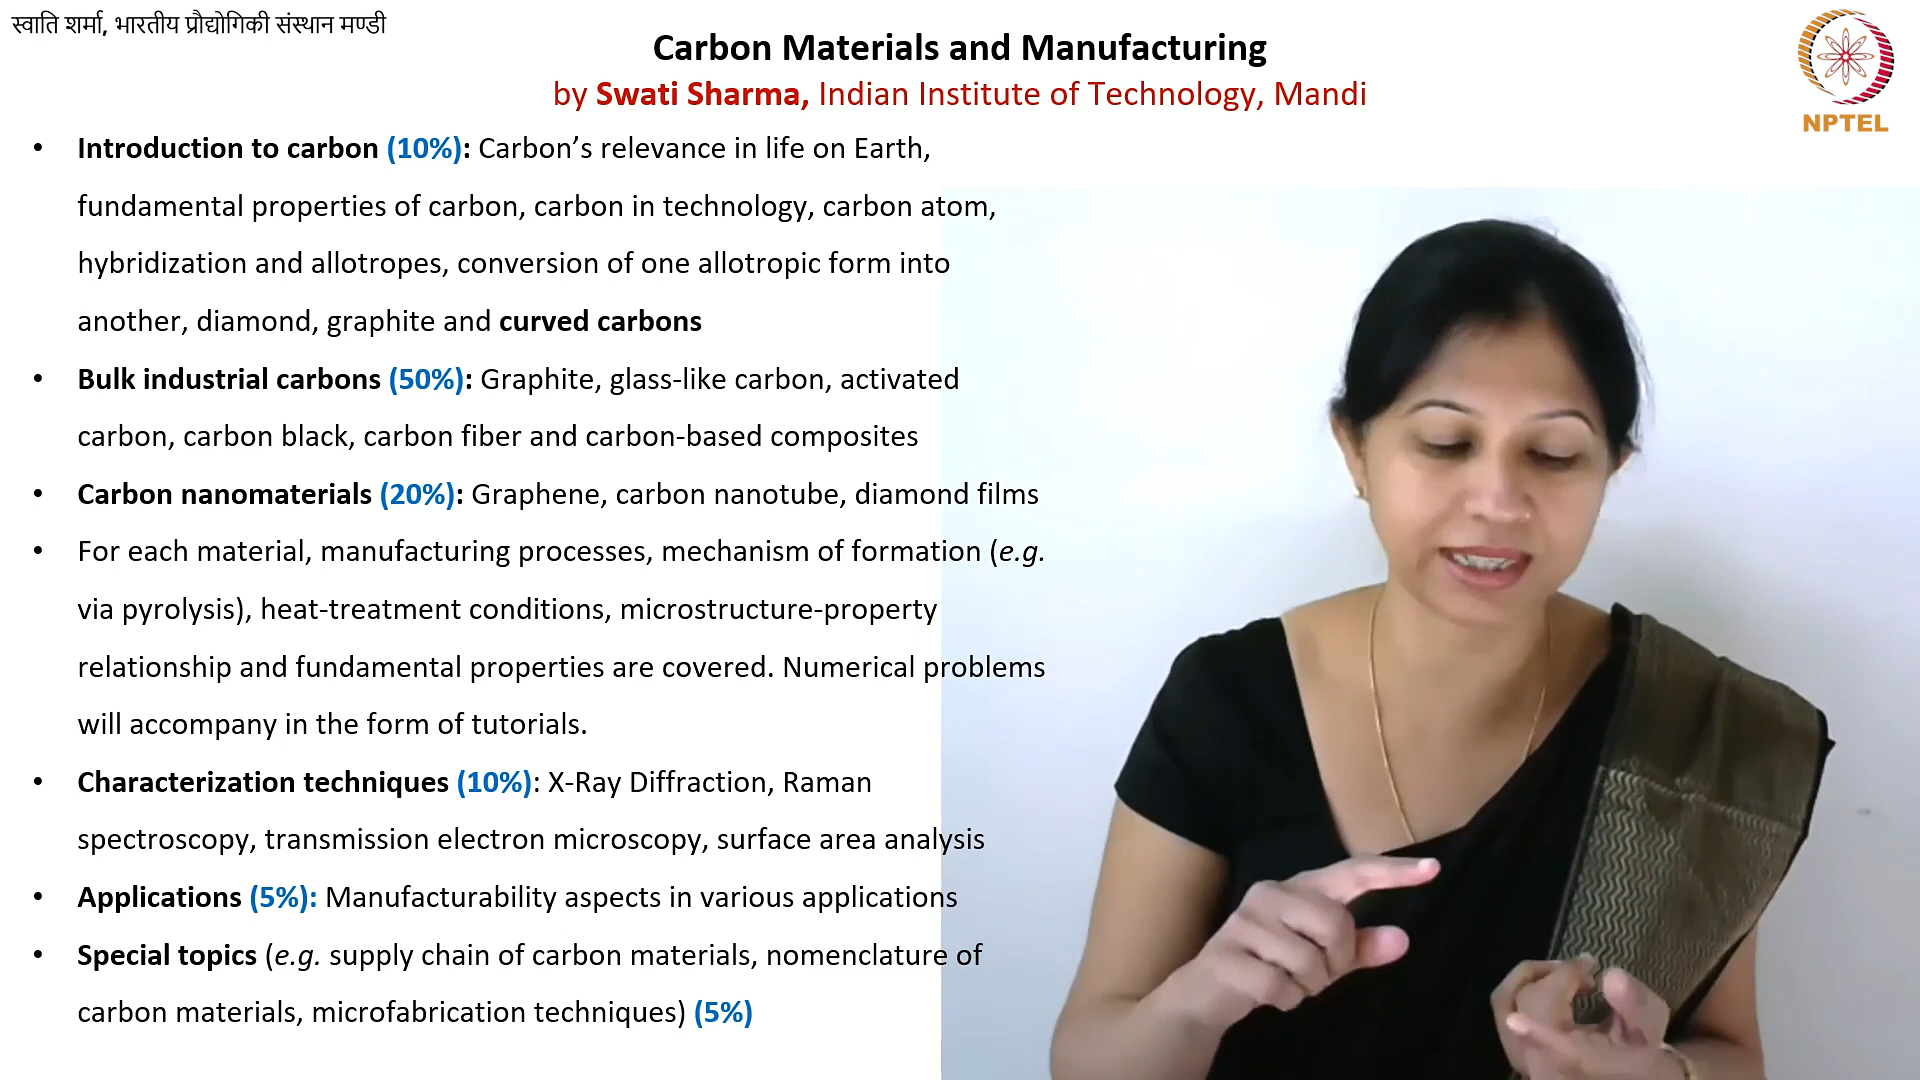 स्वाति शर्मा, भारतीय प्रौद्योगिकी संस्थान मण्डी
Carbon Materials and Manufacturing
by Swati Sharma, Indian Institute of Technology, Mandi
NPTEL
• Introduction to carbon (10%): Carbon’s relevance in life on Earth,
fundamental properties of carbon, carbon in technology, carbon atom,
hybridization and allotropes, conversion of one allotropic form into
another, diamond, graphite and curved carbons
• Bulk industrial carbons (50%): Graphite, glass-like carbon, activated
carbon, carbon black, carbon fiber and carbon-based composites
• Carbon nanomaterials (20%): Graphene, carbon nanotube, diamond films
• For each material, manufacturing processes, mechanism of formation (e.g.
via pyrolysis), heat-treatment conditions, microstructure-property
relationship and fundamental properties are covered. Numerical problems
will accompany in the form of tutorials.
• Characterization techniques (10%): X-Ray Diffraction, Raman
spectroscopy, transmission electron microscopy, surface area analysis
• Applications (5%): Manufacturability aspects in various applications
• Special topics (e.g. supply chain of carbon materials, nomenclature of
carbon materials, microfabrication techniques) (5%)